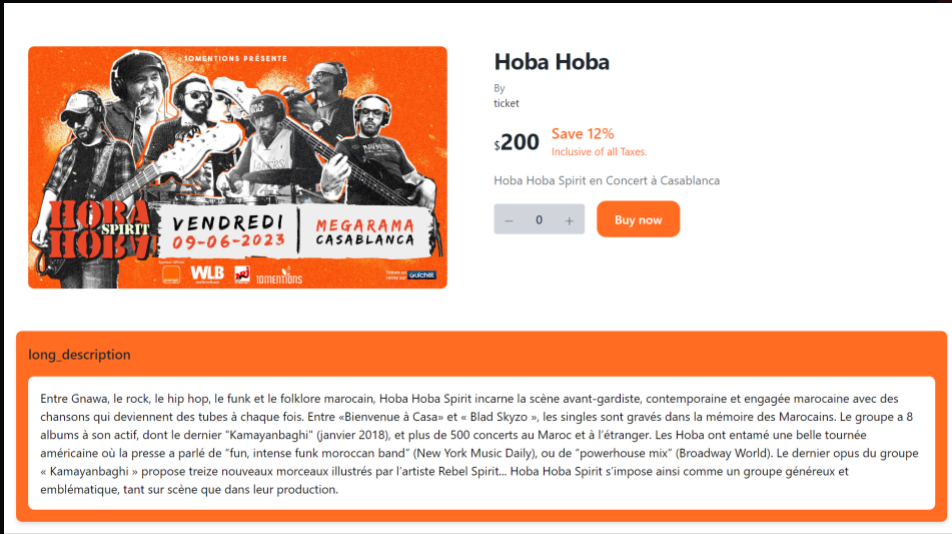 10MENTIONS PRÉSENTE
HOBA
SPIRIT
HOBA
VENDREDI
09-06-2023
MEGARAMA
CASABLANCA
WLB
NRJ
10MENTIONS
GUICHET
Hoba Hoba
By
ticket
$200
Save 12%
Inclusive of all Taxes.
Hoba Hoba Spirit en Concert à Casablanca
− 0 +
Buy now
long_description
Entre Gnawa, le rock, le hip hop, le funk et le folklore marocain, Hoba Hoba Spirit incarne la scène avant-gardiste, contemporaine et engagée marocaine avec des
chansons qui deviennent des tubes à chaque fois. Entre «Bienvenue à Casa» et « Blad Skyzo », les singles sont gravés dans la mémoire des Marocains. Le groupe a 8
albums à son actif, dont le dernier "Kamayanbaghi" (janvier 2018), et plus de 500 concerts au Maroc et à l'étranger. Les Hoba ont entamé une belle tournée
américaine où la presse a parlé de "fun, intense funk moroccan band" (New York Music Daily), ou de "powerhouse mix" (Broadway World). Le dernier opus du groupe
« Kamayanbaghi » propose treize nouveaux morceaux illustrés par l'artiste Rebel Spirit... Hoba Hoba Spirit s'impose ainsi comme un groupe généreux et
emblématique, tant sur scène que dans leur production.